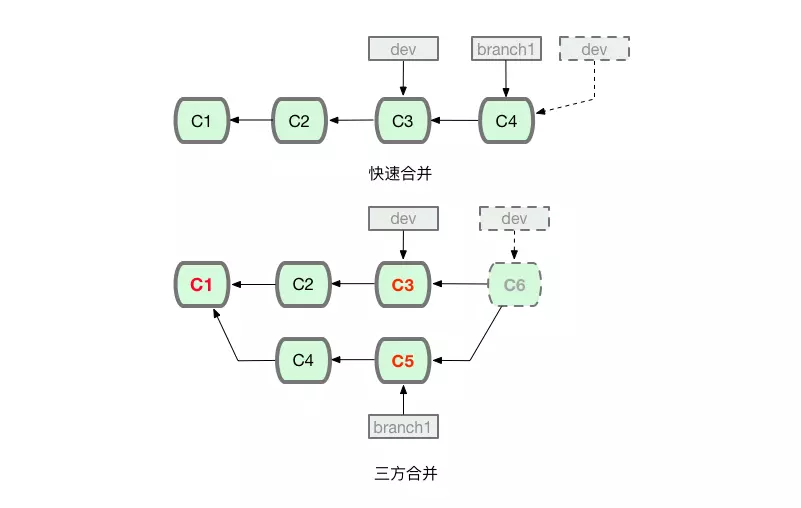 dev branch1 dev
C1 C2 C3 C4
快速合并
dev dev
C1 C2 C3 C6
C4 C5
branch1
三方合并